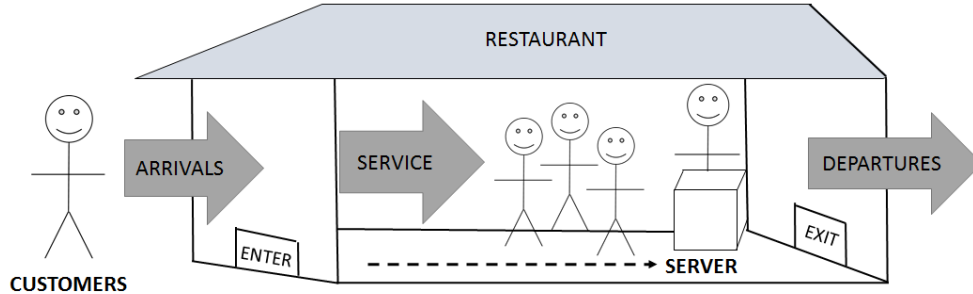 RESTAURANT
ARRIVALS
SERVICE
DEPARTURES
ENTER
EXIT
SERVER
CUSTOMERS